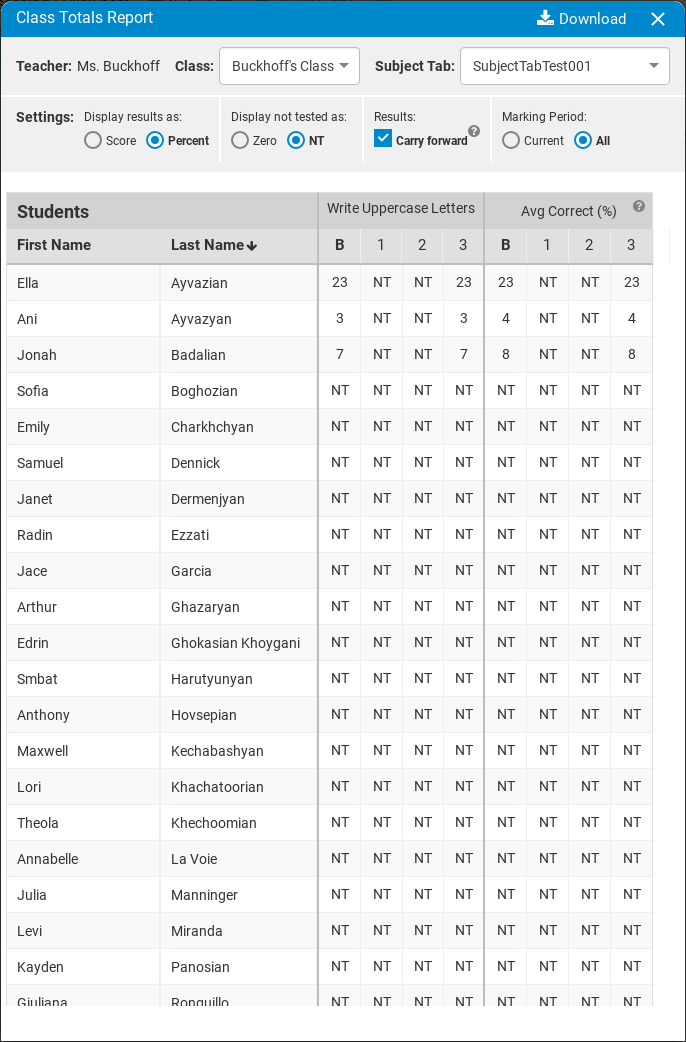 Class Totals Report Download
Teacher: Ms. Buckhoff Class: Buckhoff's Class Subject Tab: SubjectTabTest001
Settings: Display results as: Display not tested as: Results: Marking Period:
Score Percent Zero NT Carry forward ? Current All
Students Write Uppercase Letters Avg Correct (%) ?
First Name Last Name B 1 2 3 B 1 2 3
Ella Ayvazian 23 NT NT 23 23 NT NT 23
Ani Ayvazyan 3 NT NT 3 4 NT NT 4
Jonah Badalian 7 NT NT 7 8 NT NT 8
Sofia Boghozian NT NT NT NT NT NT NT NT
Emily Charkhchyan NT NT NT NT NT NT NT NT
Samuel Dennick NT NT NT NT NT NT NT NT
Janet Dermenjyan NT NT NT NT NT NT NT NT
Radin Ezzati NT NT NT NT NT NT NT NT
Jace Garcia NT NT NT NT NT NT NT NT
Arthur Ghazaryan NT NT NT NT NT NT NT NT
Edrin Ghokasian Khoygani NT NT NT NT NT NT NT NT
Smbat Harutyunyan NT NT NT NT NT NT NT NT
Anthony Hovsepian NT NT NT NT NT NT NT NT
Maxwell Kechabashyan NT NT NT NT NT NT NT NT
Lori Khachatoorian NT NT NT NT NT NT NT NT
Theola Khechoomian NT NT NT NT NT NT NT NT
Annabelle La Voie NT NT NT NT NT NT NT NT
Julia Manninger NT NT NT NT NT NT NT NT
Levi Miranda NT NT NT NT NT NT NT NT
Kayden Panosian NT NT NT NT NT NT NT NT
Giuliana Ronquillo NT NT NT NT NT NT NT NT